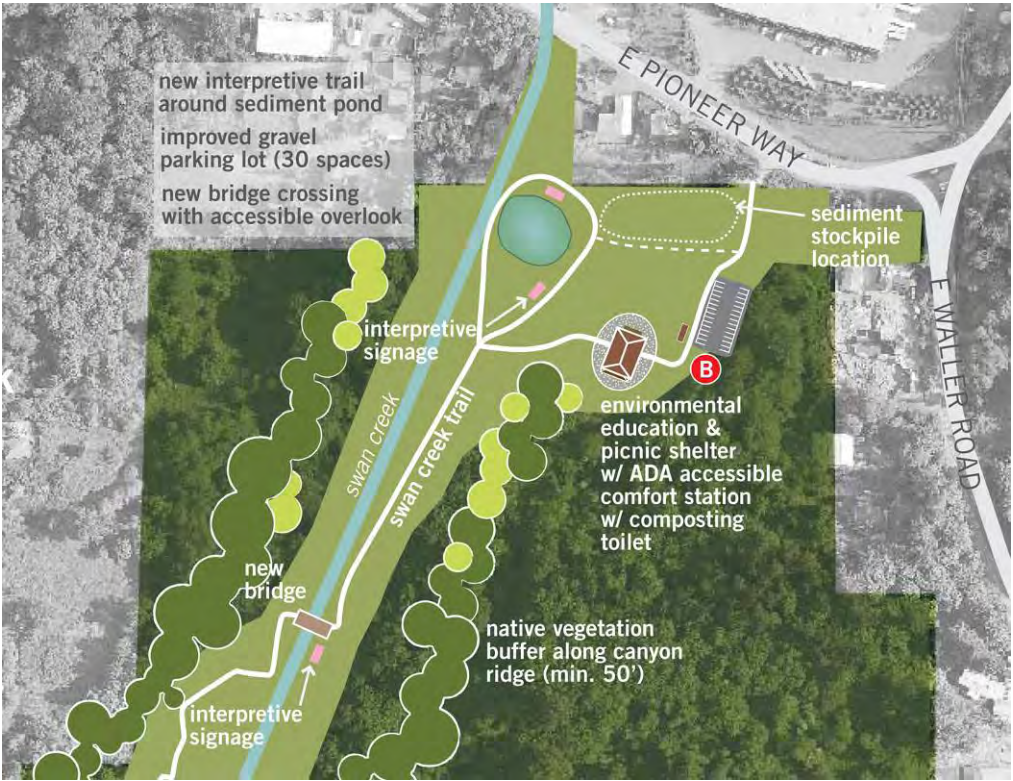 new interpretive trail
around sediment pond
improved gravel
parking lot (30 spaces)
new bridge crossing
with accessible overlook
E PIONEER WAY
sediment
stockpile
location
E WALLER ROAD
interpretive
signage
B
environmental
education &
picnic shelter
w/ ADA accessible
comfort station
w/ composting
toilet
swan creek
swan creek trail
new
bridge
native vegetation
buffer along canyon
ridge (min. 50’)
interpretive
signage